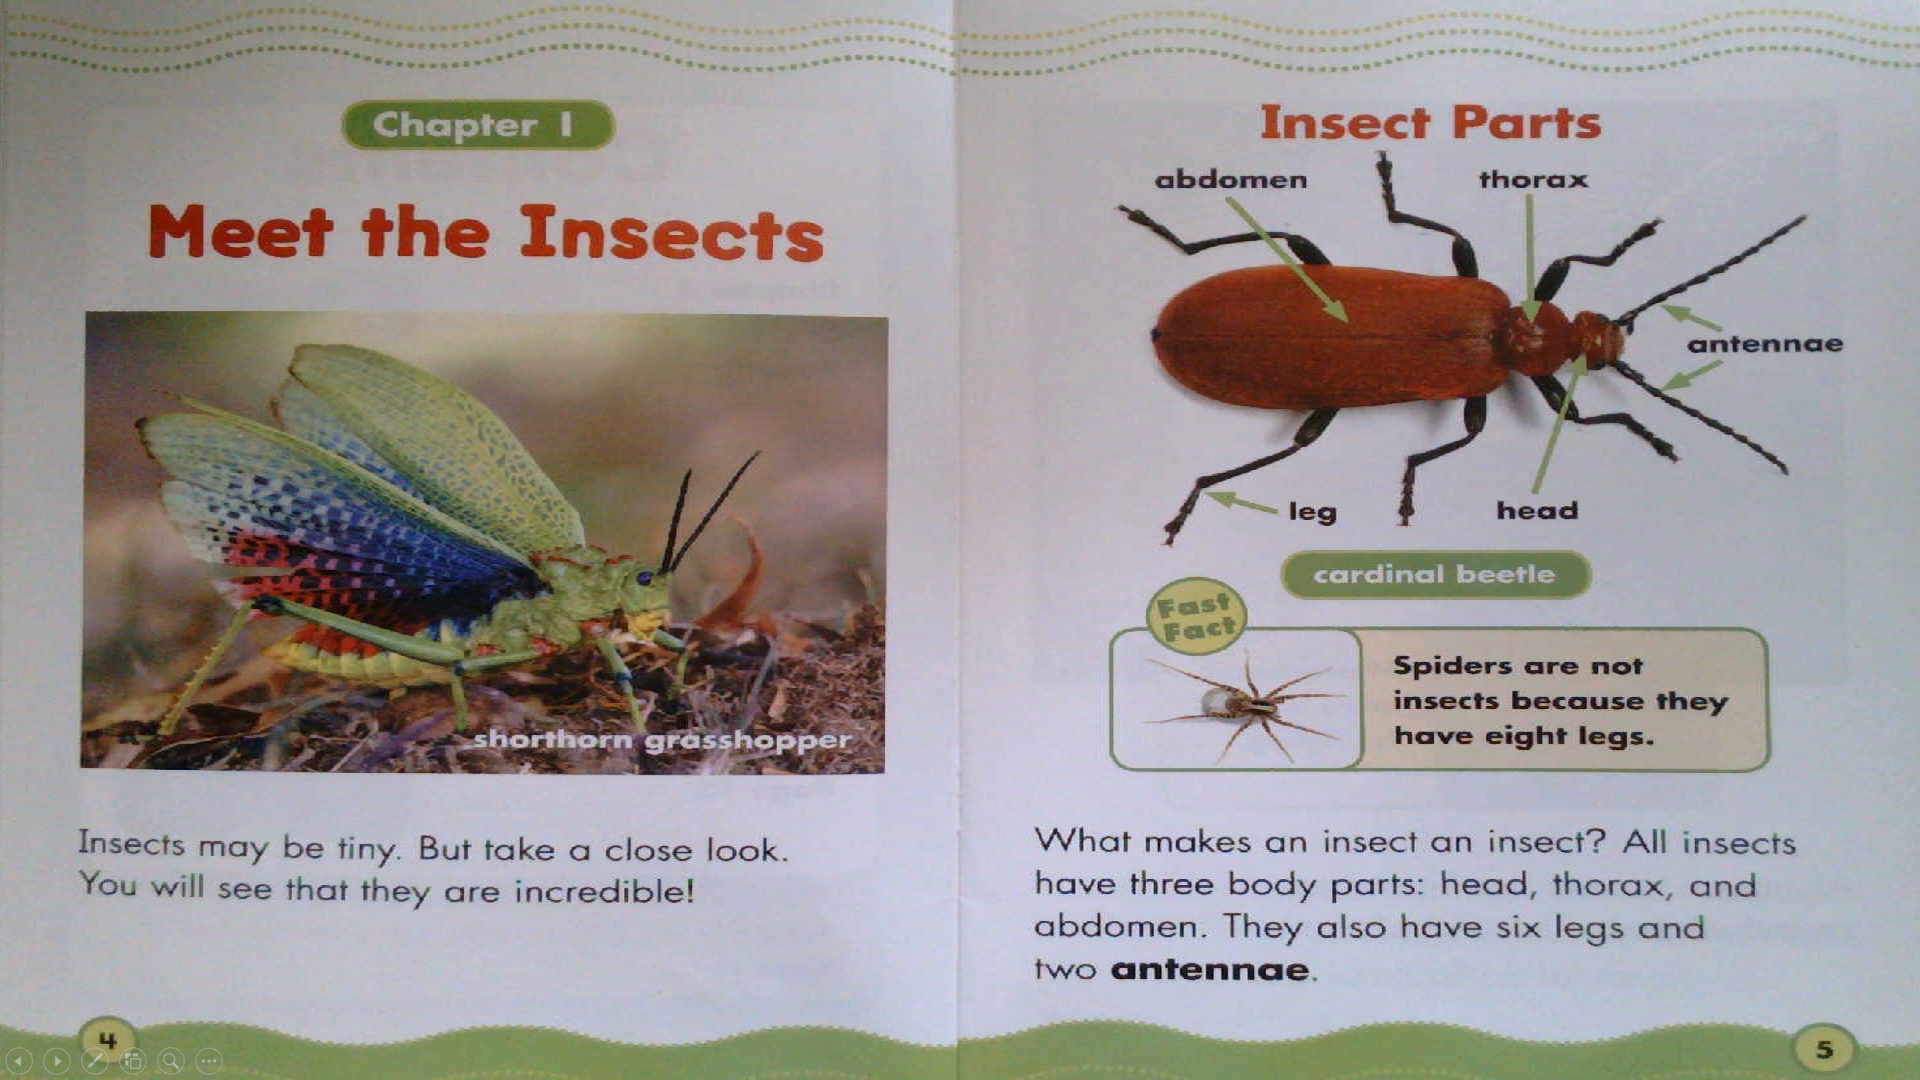 Chapter 1
Meet the Insects
shorthorn grasshopper
Insects may be tiny. But take a close look.
You will see that they are incredible!
4
Insect Parts
abdomen
thorax
antennae
leg
head
cardinal beetle
Fast
Fact
Spiders are not
insects because they
have eight legs.
What makes an insect an insect? All insects
have three body parts: head, thorax, and
abdomen. They also have six legs and
two antennae.
5